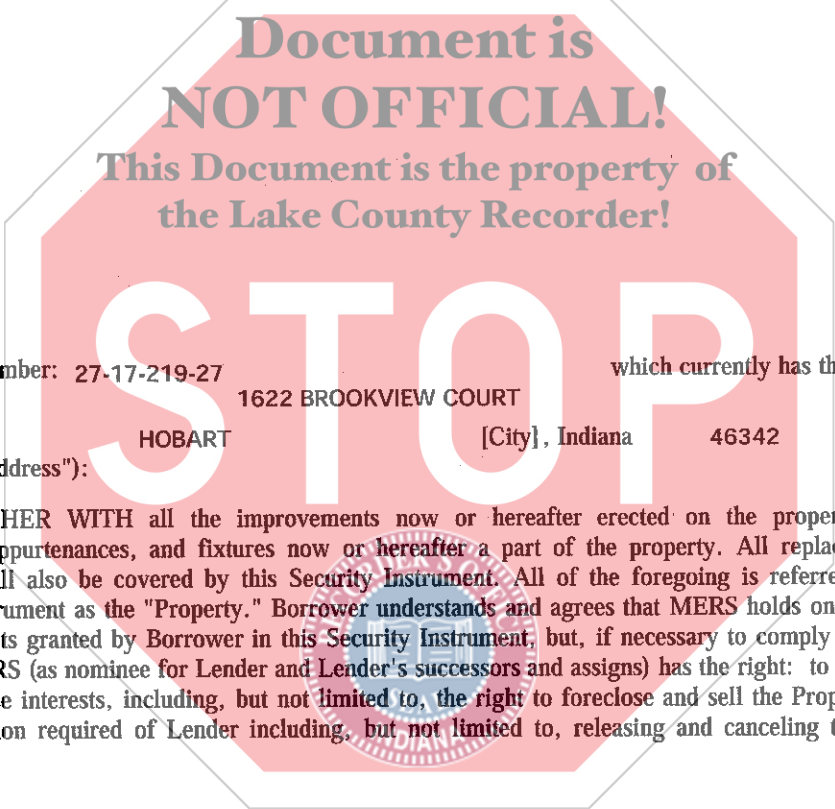 Document is
NOT OFFICIAL!
This Document is the property of
the Lake County Recorder!
STOP
mber: 27-17-219-27 which currently has th
1622 BROOKVIEW COURT
HOBART [City], Indiana 46342
ddress"):
HER WITH all the improvements now or hereafter erected on the proper
ppurtenances, and fixtures now or hereafter a part of the property. All replac
ll also be covered by this Security Instrument. All of the foregoing is referre
rument as the "Property." Borrower understands and agrees that MERS holds on
ts granted by Borrower in this Security Instrument, but, if necessary to comply
RS (as nominee for Lender and Lender's successors and assigns) has the right: to
e interests, including, but not limited to, the right to foreclose and sell the Prop
on required of Lender including, but not limited to, releasing and canceling t